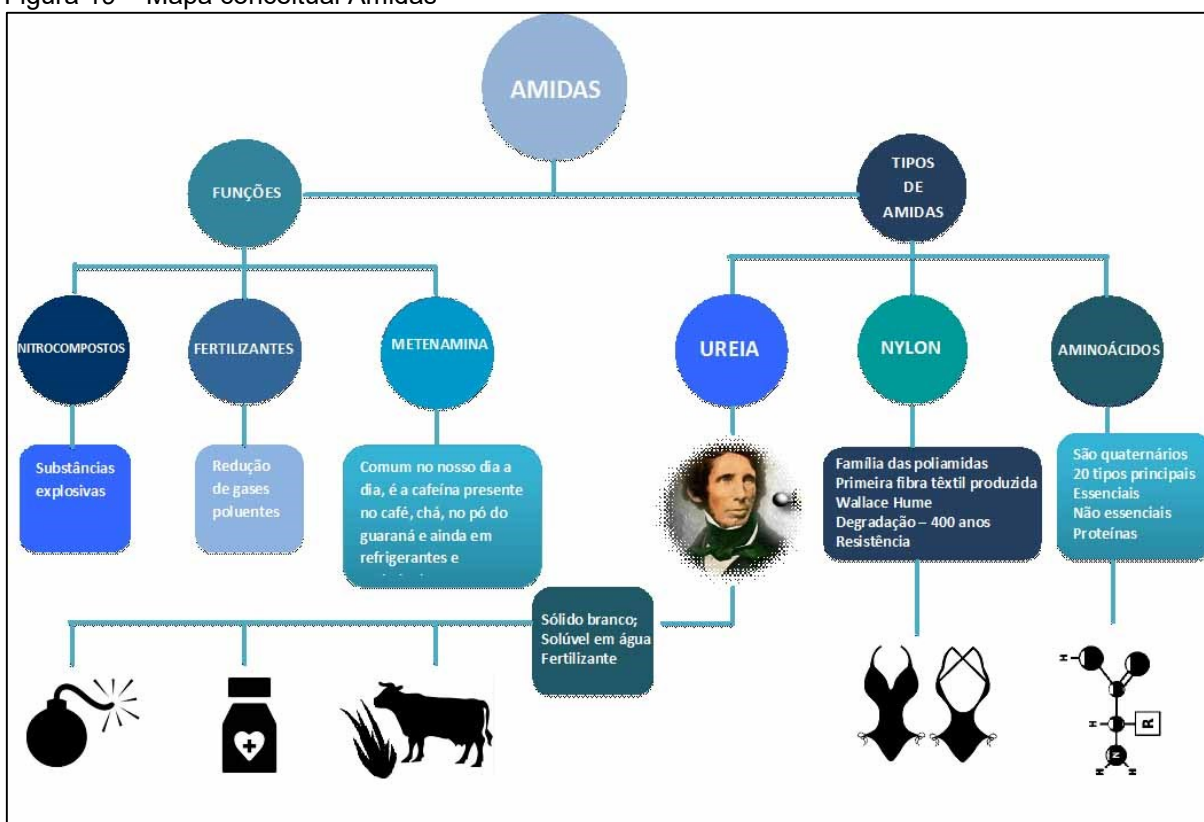 Figura 19 – Mapa conceitual Amidas
AMIDAS
FUNÇÕES
TIPOS
DE
AMIDAS
NITROCOMPOSTOS
FERTILIZANTES
METENAMINA
UREIA
NYLON
AMINOÁCIDOS
Substâncias
explosivas
Redução
de gases
poluentes
Comum no nosso dia a
dia, é a cafeína presente
no café, chá, no pó do
guaraná e ainda em
refrigerantes e
Família das poliamidas
Primeira fibra têxtil produzida
Wallace Hume
Degradação – 400 anos
Resistência
São quaternários
20 tipos principais
Essenciais
Não essenciais
Proteínas
Sólido branco;
Solúvel em água
Fertilizante
H
H
R
N
H
H